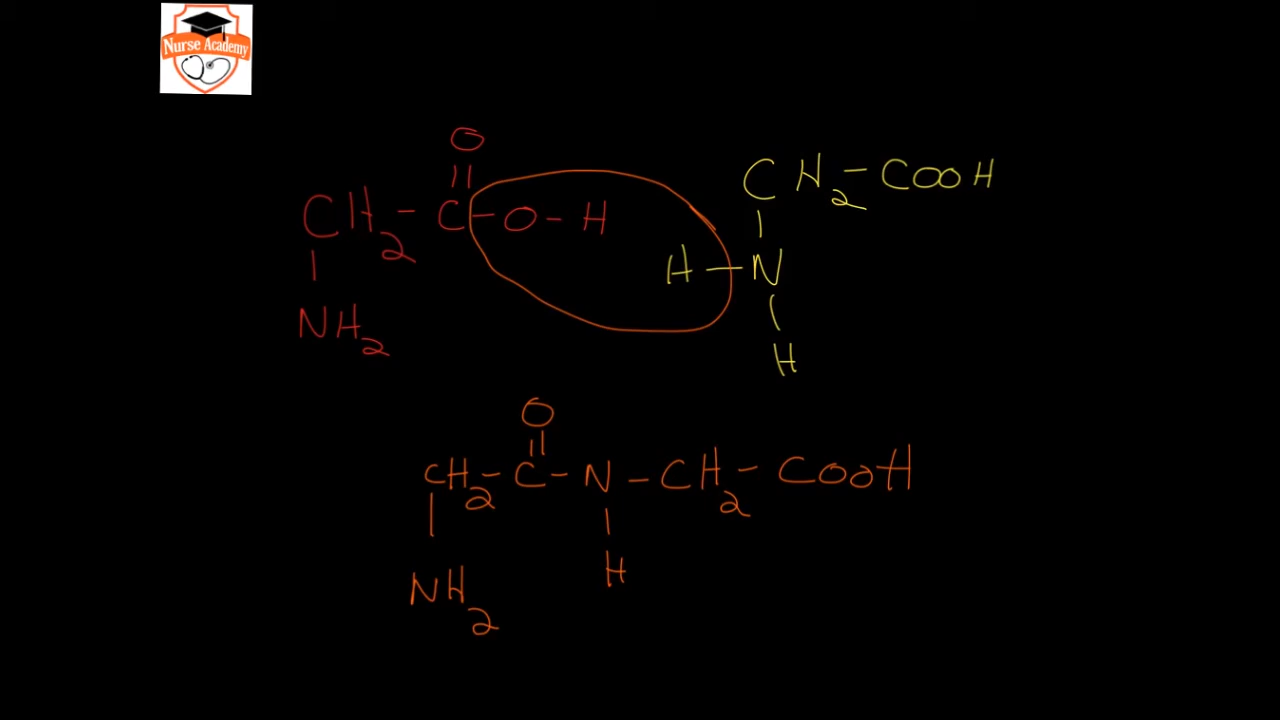 Nurse Academy
O
||
CH₂ - C - O - H
|
NH₂
CH₂ - COOH
|
H - N
|
H
O
||
CH₂ - C - N - CH₂ - COOH
| |
NH₂ H